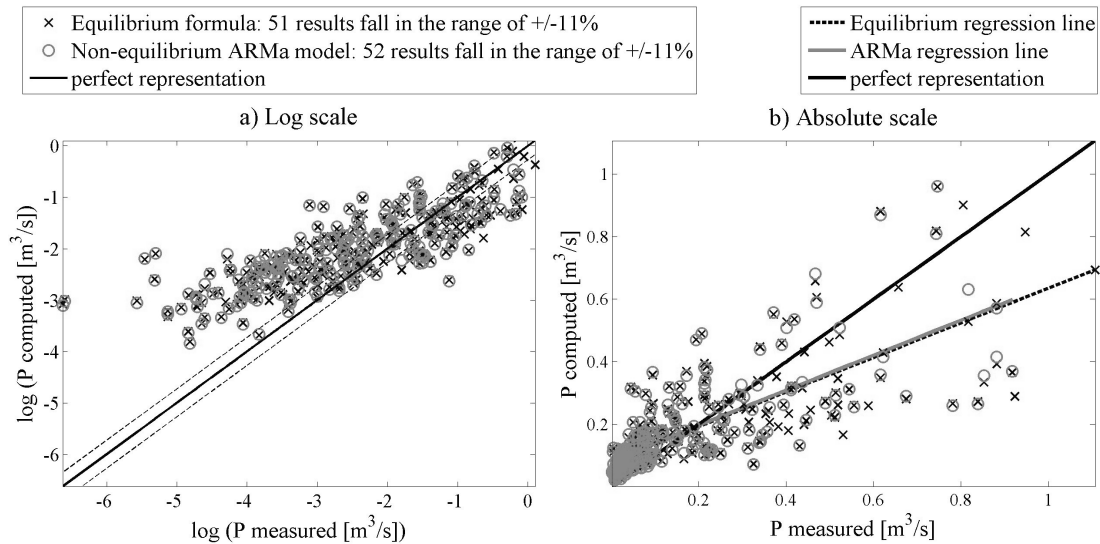 Equilibrium formula: 51 results fall in the range of +/-11%
Non-equilibrium ARMa model: 52 results fall in the range of +/-11%
perfect representation
Equilibrium regression line
ARMa regression line
perfect representation
a) Log scale
b) Absolute scale
log (P computed [m³/s])
0
-1
-2
-3
-4
-5
-6
-6
-5
-4
-3
-2
-1
0
log (P measured [m³/s])
P computed [m³/s]
1
0.8
0.6
0.4
0.2
0.2
0.4
0.6
0.8
1
P measured [m³/s]